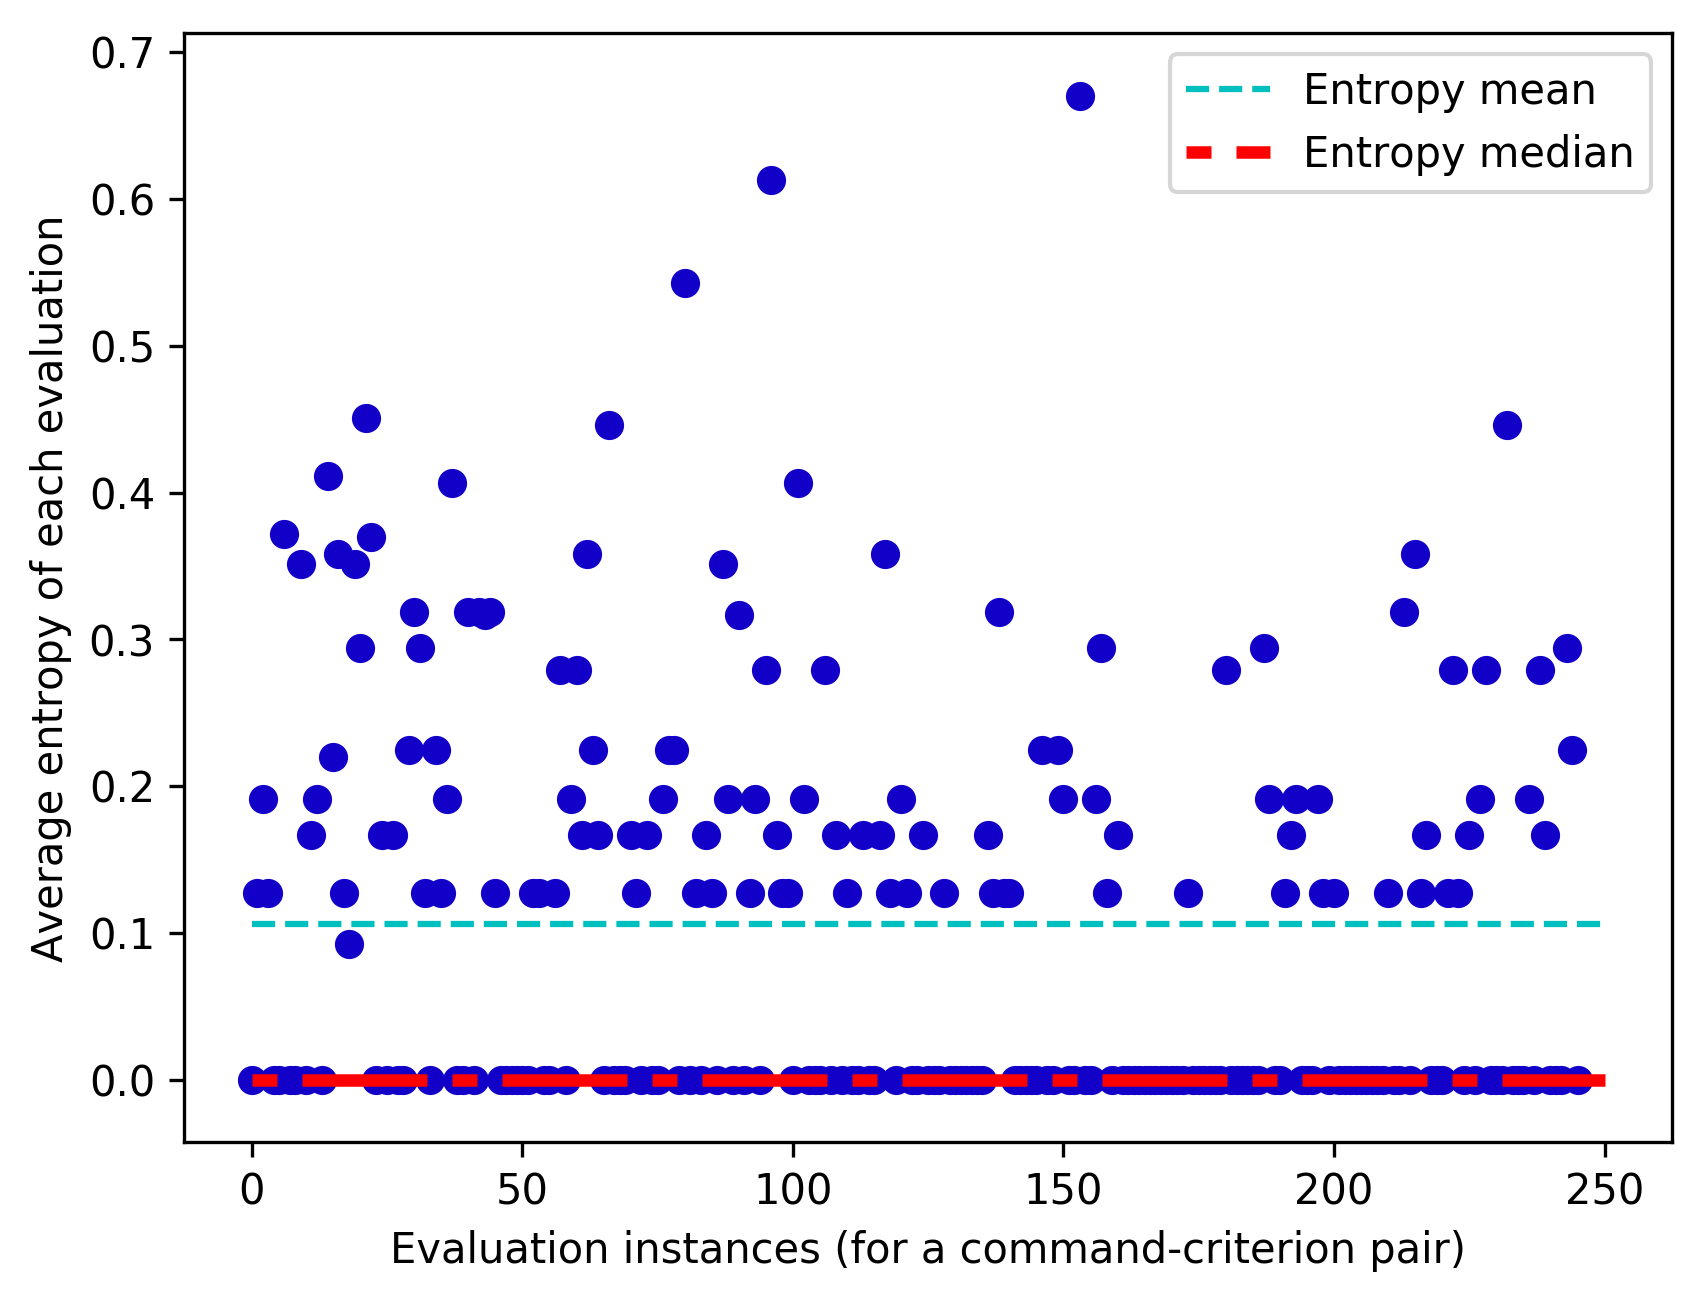 Entropy mean
Entropy median
Average entropy of each evaluation
0.7
0.6
0.5
0.4
0.3
0.2
0.1
0.0
0 50 100 150 200 250
Evaluation instances (for a command-criterion pair)